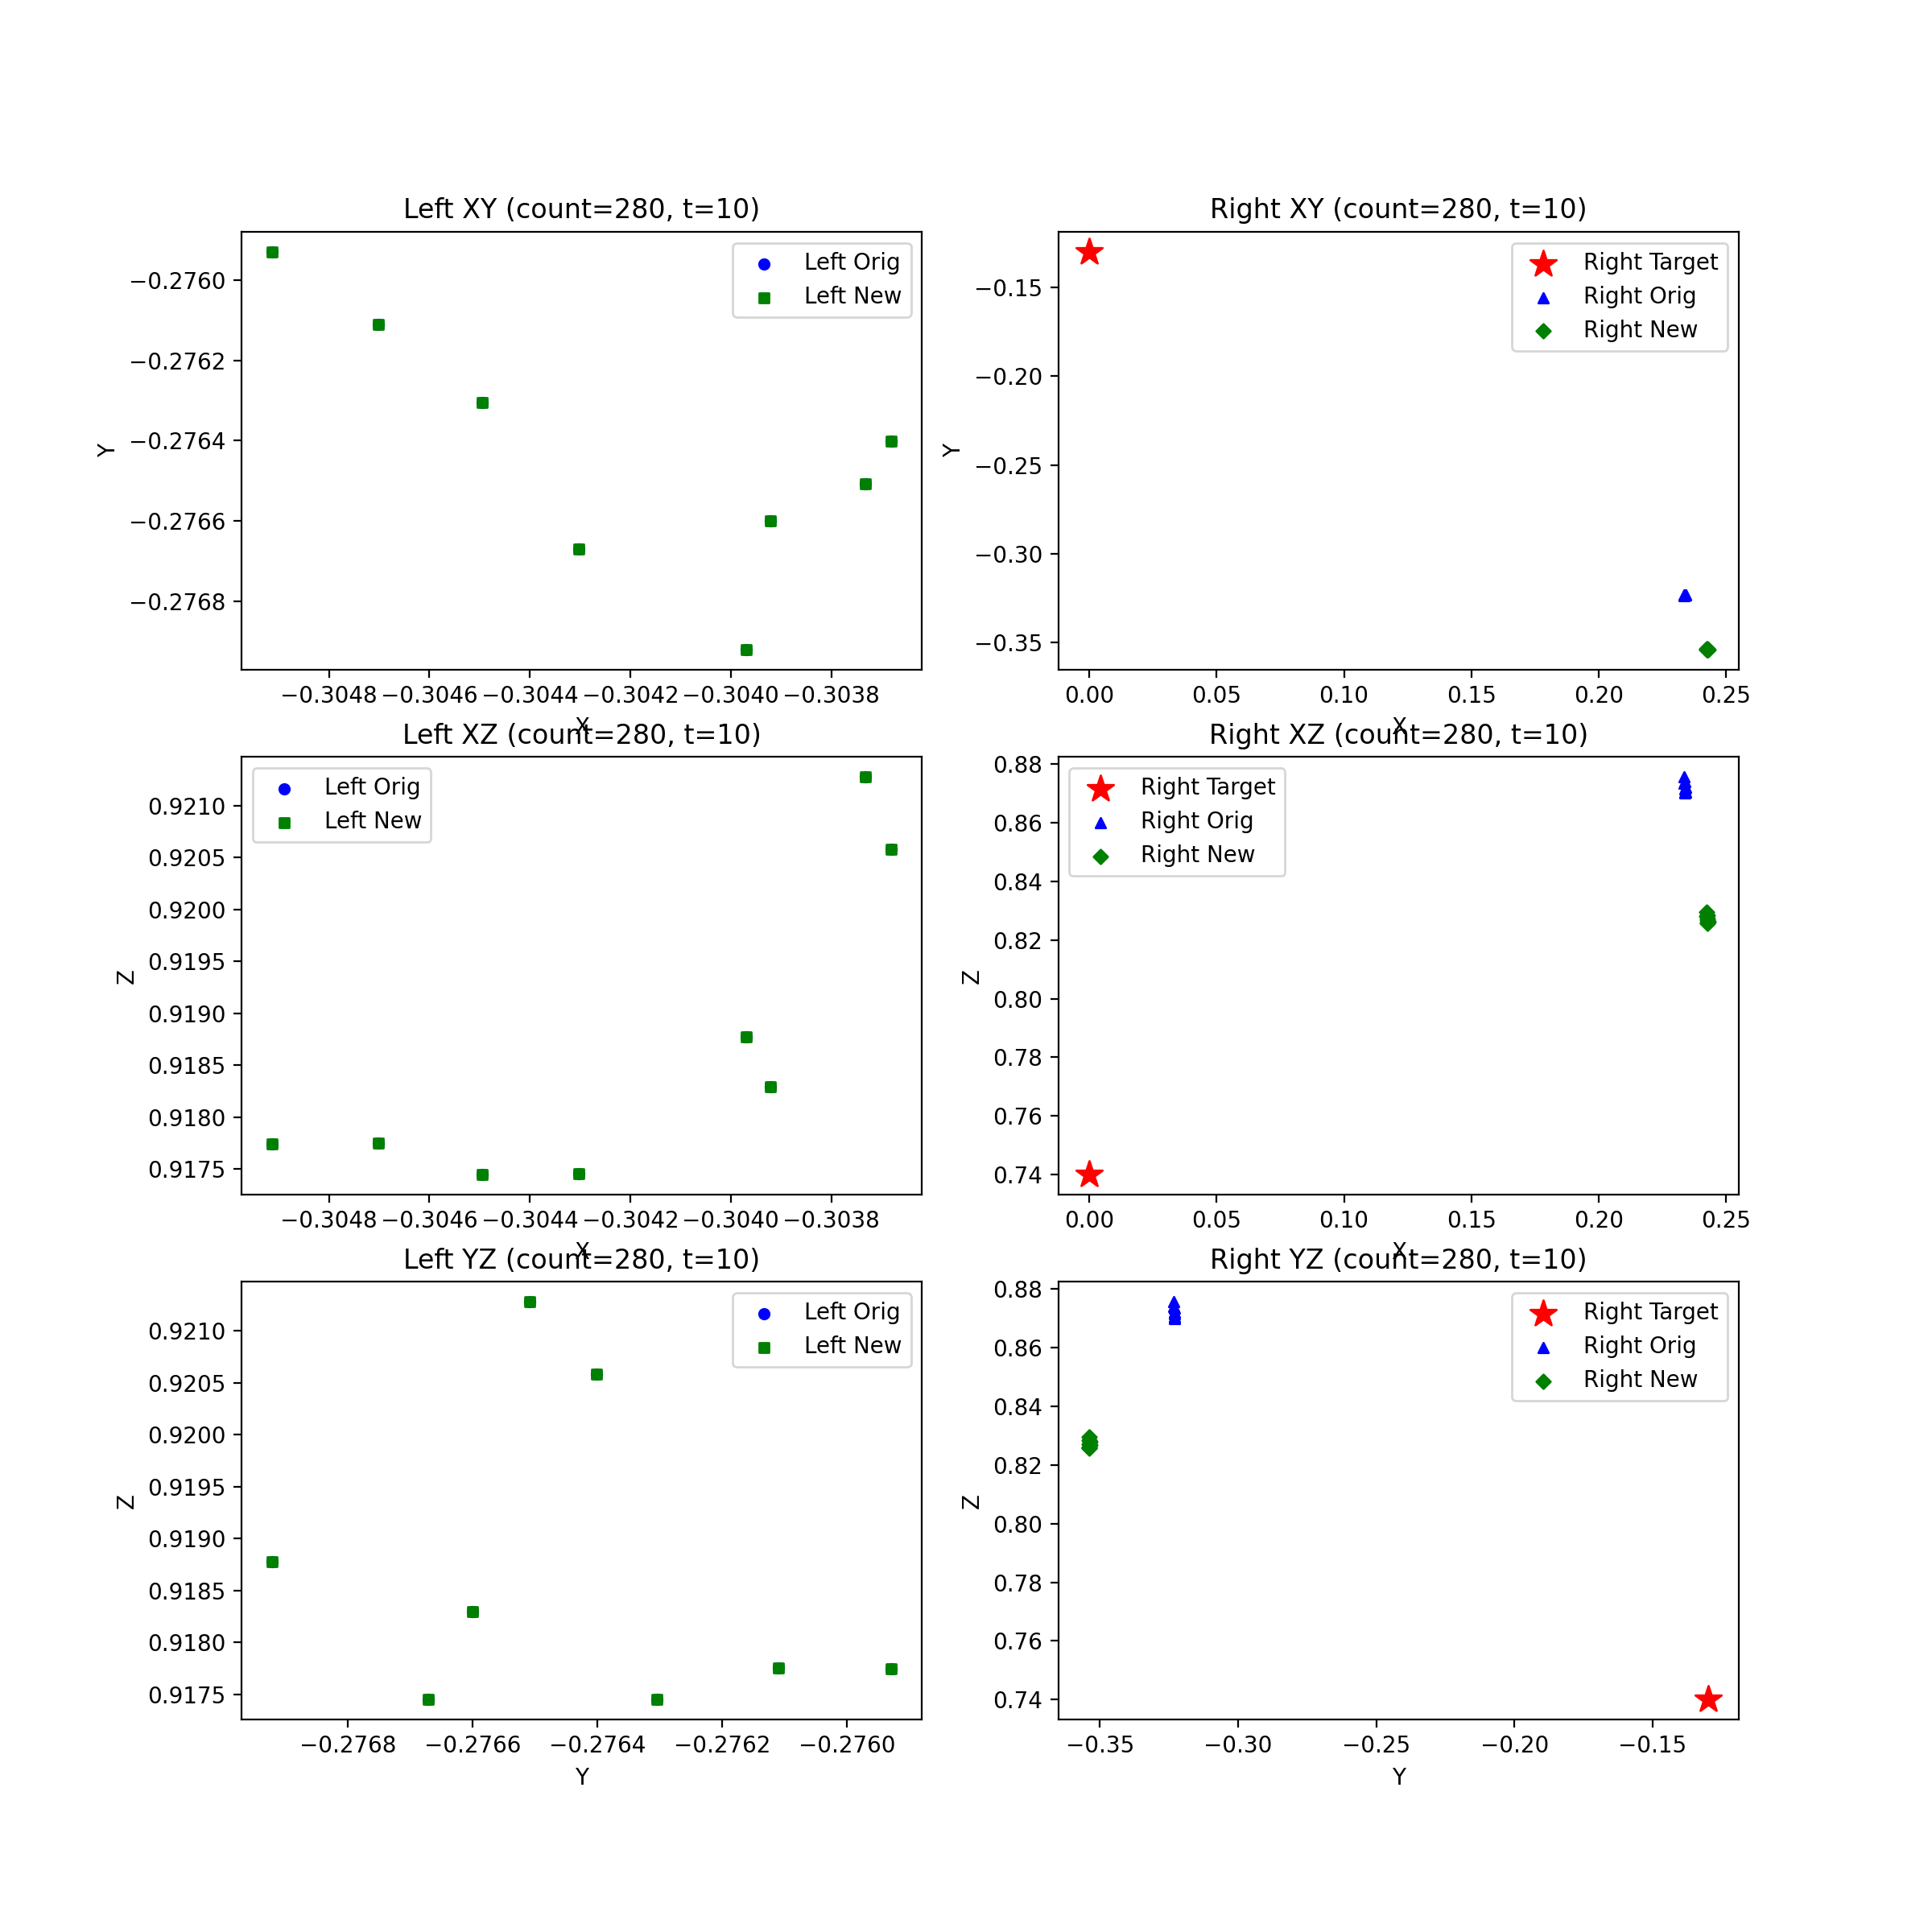 Left XY (count=280, t=10)
Left Orig
Left New
−0.2760
−0.2762
−0.2764
−0.2766
−0.2768
Y
−0.3048 −0.3046 −0.3044 −0.3042 −0.3040 −0.3038
X
Right XY (count=280, t=10)
Right Target
Right Orig
Right New
−0.15
−0.20
−0.25
−0.30
−0.35
Y
0.00 0.05 0.10 0.15 0.20 0.25
X
Left XZ (count=280, t=10)
Left Orig
Left New
0.9210
0.9205
0.9200
0.9195
0.9190
0.9185
0.9180
0.9175
Z
−0.3048 −0.3046 −0.3044 −0.3042 −0.3040 −0.3038
X
Right XZ (count=280, t=10)
Right Target
Right Orig
Right New
0.88
0.86
0.84
0.82
0.80
0.78
0.76
0.74
Z
0.00 0.05 0.10 0.15 0.20 0.25
X
Left YZ (count=280, t=10)
Left Orig
Left New
0.9210
0.9205
0.9200
0.9195
0.9190
0.9185
0.9180
0.9175
Z
−0.2768 −0.2766 −0.2764 −0.2762 −0.2760
Y
Right YZ (count=280, t=10)
Right Target
Right Orig
Right New
0.88
0.86
0.84
0.82
0.80
0.78
0.76
0.74
Z
−0.35 −0.30 −0.25 −0.20 −0.15
Y